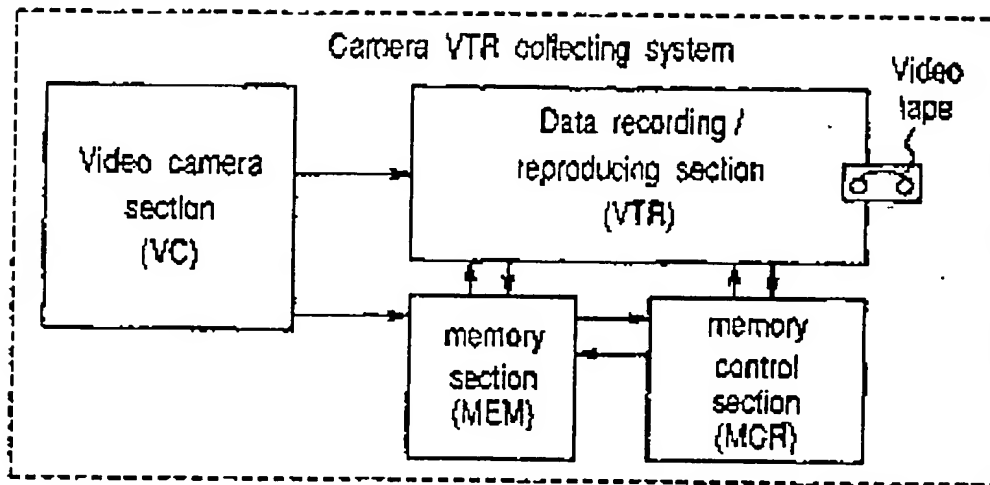 Camera VTR collecting system
Video
tape
Video camera
section
(VC)
Data recording /
reproducing section
(VTR)
memory
section
(MEM)
memory
control
section
(MCR)